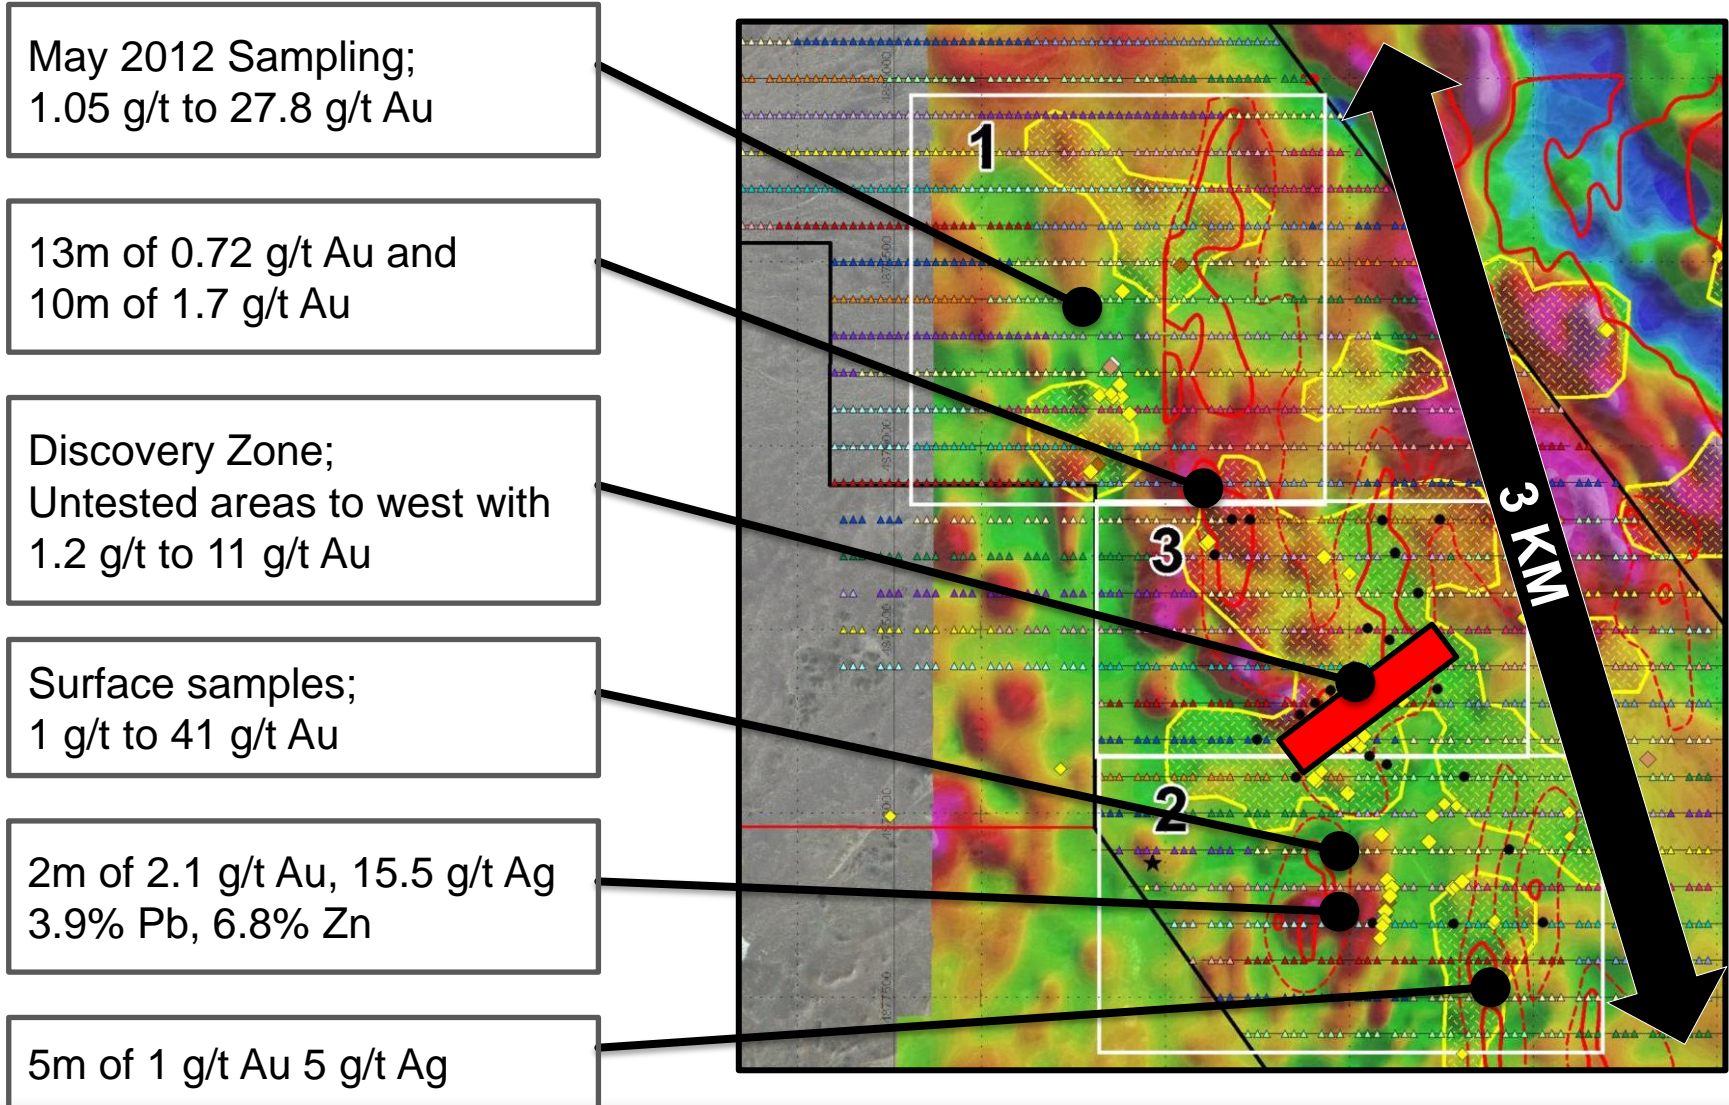 May 2012 Sampling;
1.05 g/t to 27.8 g/t Au
13m of 0.72 g/t Au and
10m of 1.7 g/t Au
Discovery Zone;
Untested areas to west with
1.2 g/t to 11 g/t Au
Surface samples;
1 g/t to 41 g/t Au
2m of 2.1 g/t Au, 15.5 g/t Ag
3.9% Pb, 6.8% Zn
5m of 1 g/t Au 5 g/t Ag
1
3
2
3 KM